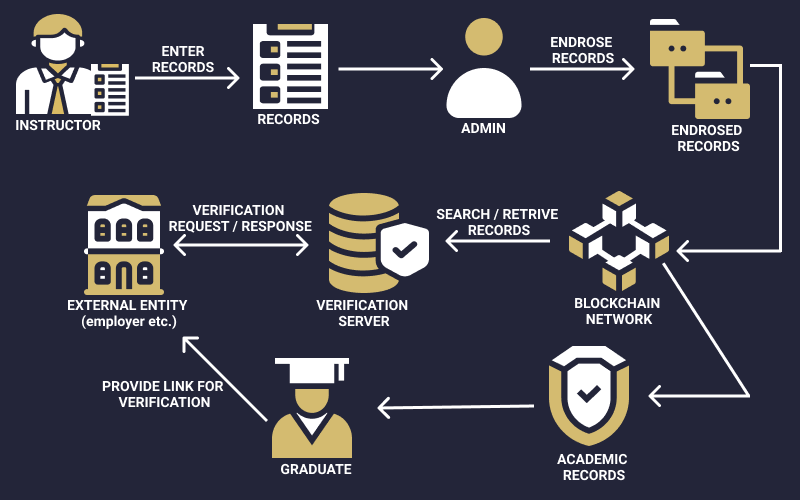 ENTER
RECORDS
INSTRUCTOR
RECORDS
ADMIN
ENDROSE
RECORDS
ENDROSED
RECORDS
VERIFICATION
REQUEST / RESPONSE
SEARCH / RETRIVE
RECORDS
EXTERNAL ENTITY
(employer etc.)
VERIFICATION
SERVER
BLOCKCHAIN
NETWORK
PROVIDE LINK FOR
VERIFICATION
GRADUATE
ACADEMIC
RECORDS